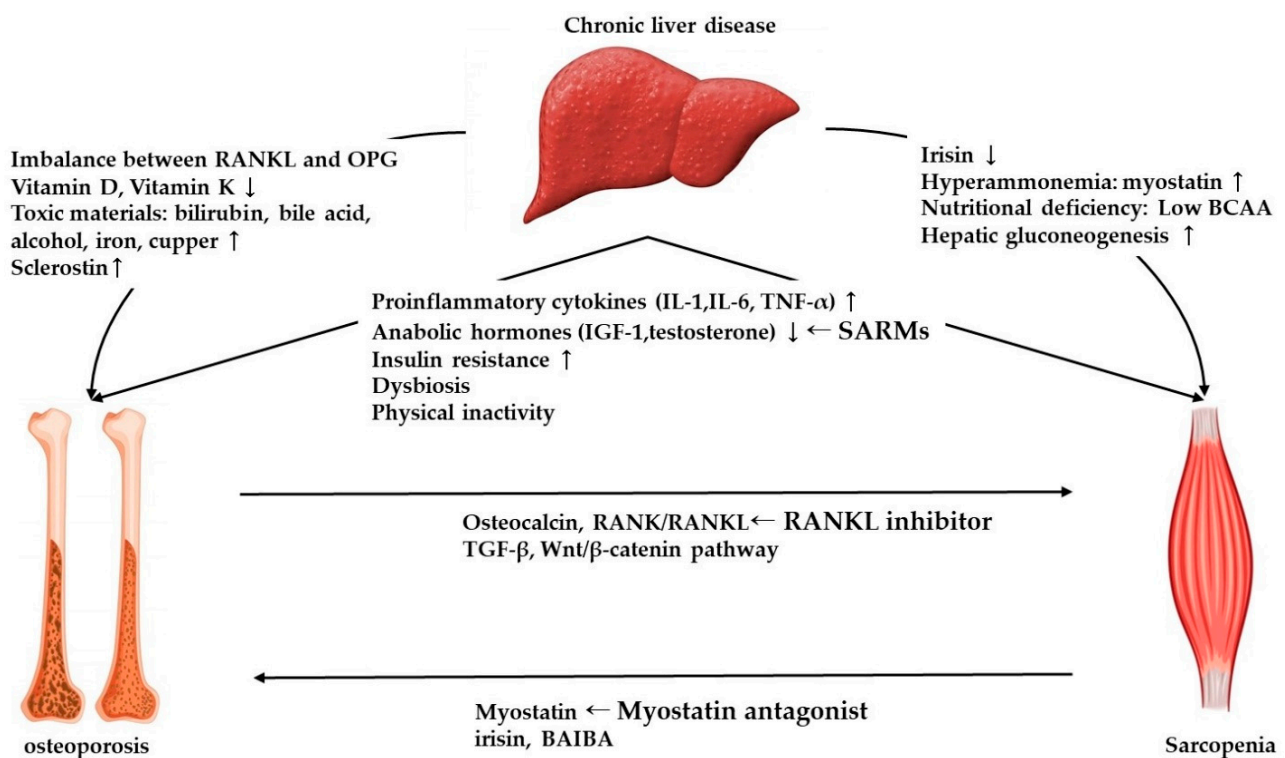 Chronic liver disease
Imbalance between RANKL and OPG
Vitamin D, Vitamin K ↓
Toxic materials: bilirubin, bile acid,
alcohol, iron, cupper ↑
Sclerostin ↑
Irisin ↓
Hyperammonemia: myostatin ↑
Nutritional deficiency: Low BCAA
Hepatic gluconeogenesis ↑
Proinflammatory cytokines (IL-1,IL-6, TNF-α) ↑
Anabolic hormones (IGF-1,testosterone) ↓ ← SARMs
Insulin resistance ↑
Dysbiosis
Physical inactivity
Osteocalcin, RANK/RANKL← RANKL inhibitor
TGF-β, Wnt/β-catenin pathway
Myostatin ← Myostatin antagonist
irisin, BAIBA
osteoporosis
Sarcopenia